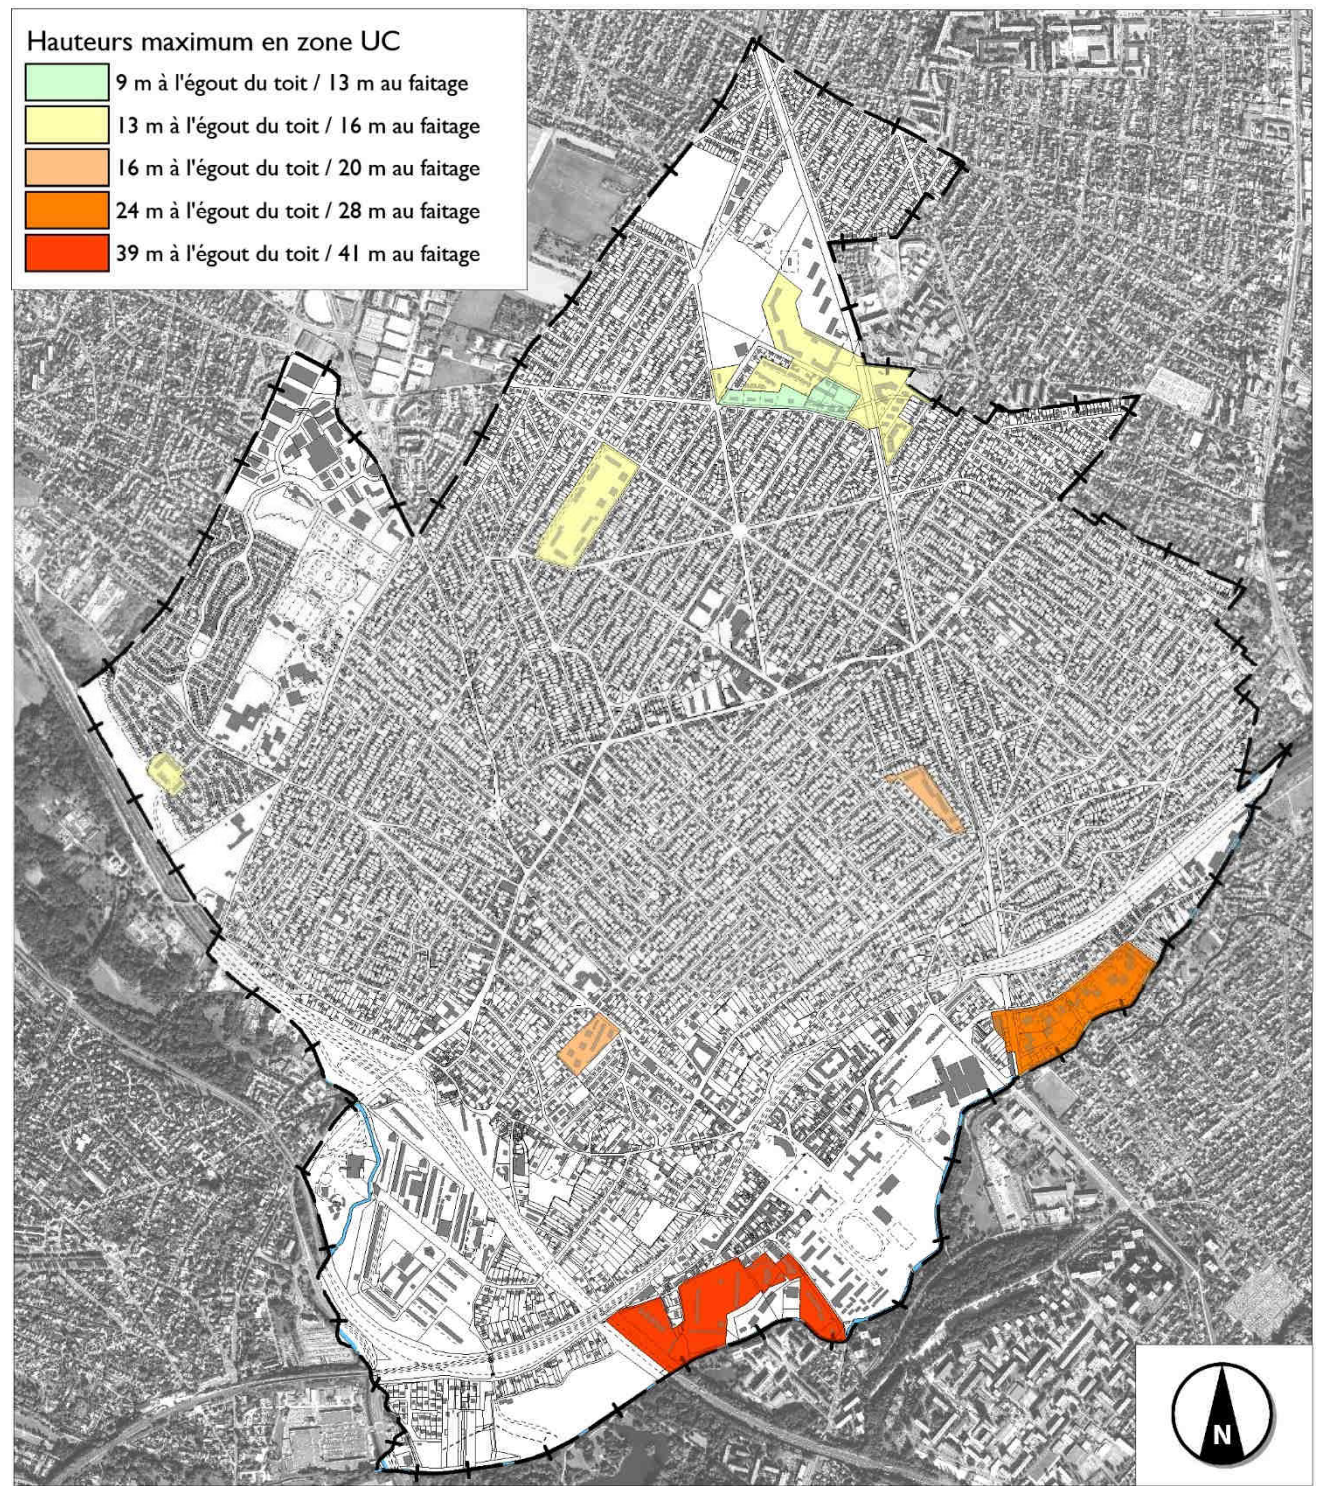 Hauteurs maximum en zone UC
9 m à l'égout du toit / 13 m au faitage
13 m à l'égout du toit / 16 m au faitage
16 m à l'égout du toit / 20 m au faitage
24 m à l'égout du toit / 28 m au faitage
39 m à l'égout du toit / 41 m au faitage
N